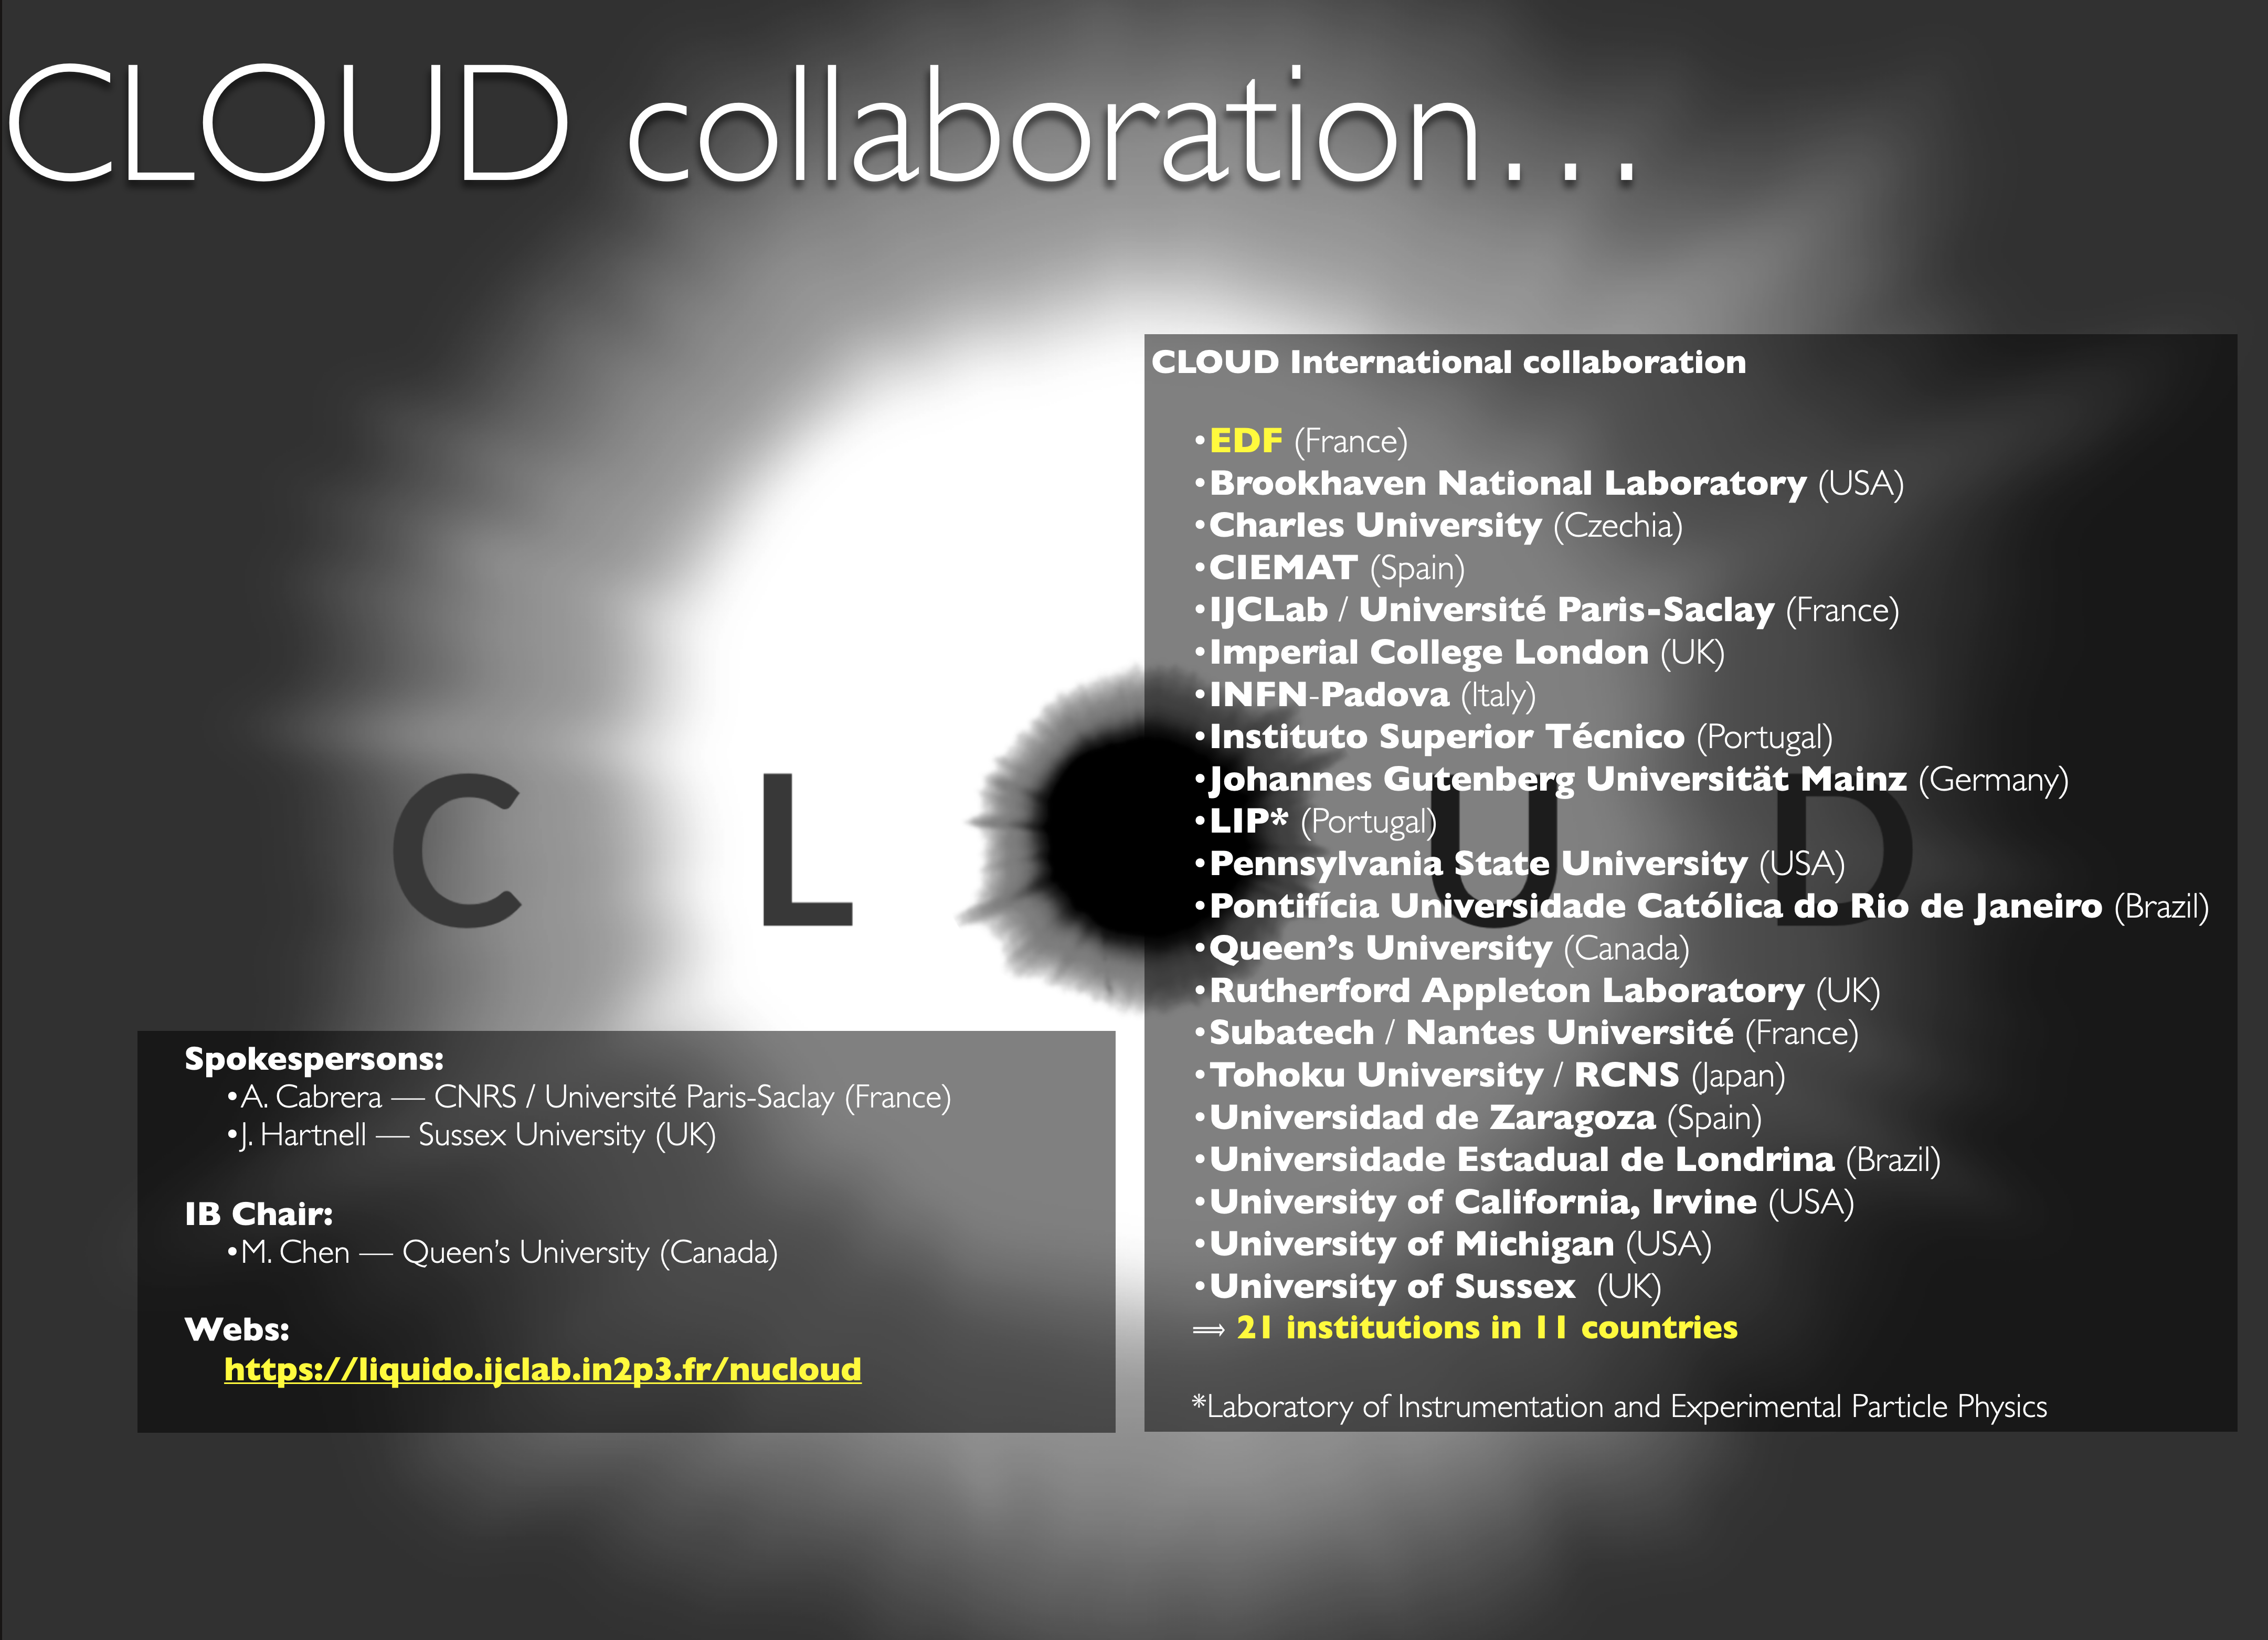 CLOUD collaboration…
CLOUD International collaboration
•EDF (France)
•Brookhaven National Laboratory (USA)
•Charles University (Czechia)
•CIEMAT (Spain)
•IJCLab / Université Paris-Saclay (France)
•Imperial College London (UK)
•INFN-Padova (Italy)
•Instituto Superior Técnico (Portugal)
•Johannes Gutenberg Universität Mainz (Germany)
•LIP* (Portugal)
•Pennsylvania State University (USA)
•Pontifícia Universidade Católica do Rio de Janeiro (Brazil)
•Queen’s University (Canada)
•Rutherford Appleton Laboratory (UK)
•Subatech / Nantes Université (France)
•Tohoku University / RCNS (Japan)
•Universidad de Zaragoza (Spain)
•Universidade Estadual de Londrina (Brazil)
•University of California, Irvine (USA)
•University of Michigan (USA)
•University of Sussex  (UK)
⟹ 21 institutions in 11 countries
*Laboratory of Instrumentation and Experimental Particle Physics
C L O U D
Spokespersons:
•A. Cabrera — CNRS / Université Paris-Saclay (France)
•J. Hartnell — Sussex University (UK)
IB Chair:
•M. Chen — Queen’s University (Canada)
Webs:
https://liquido.ijclab.in2p3.fr/nucloud